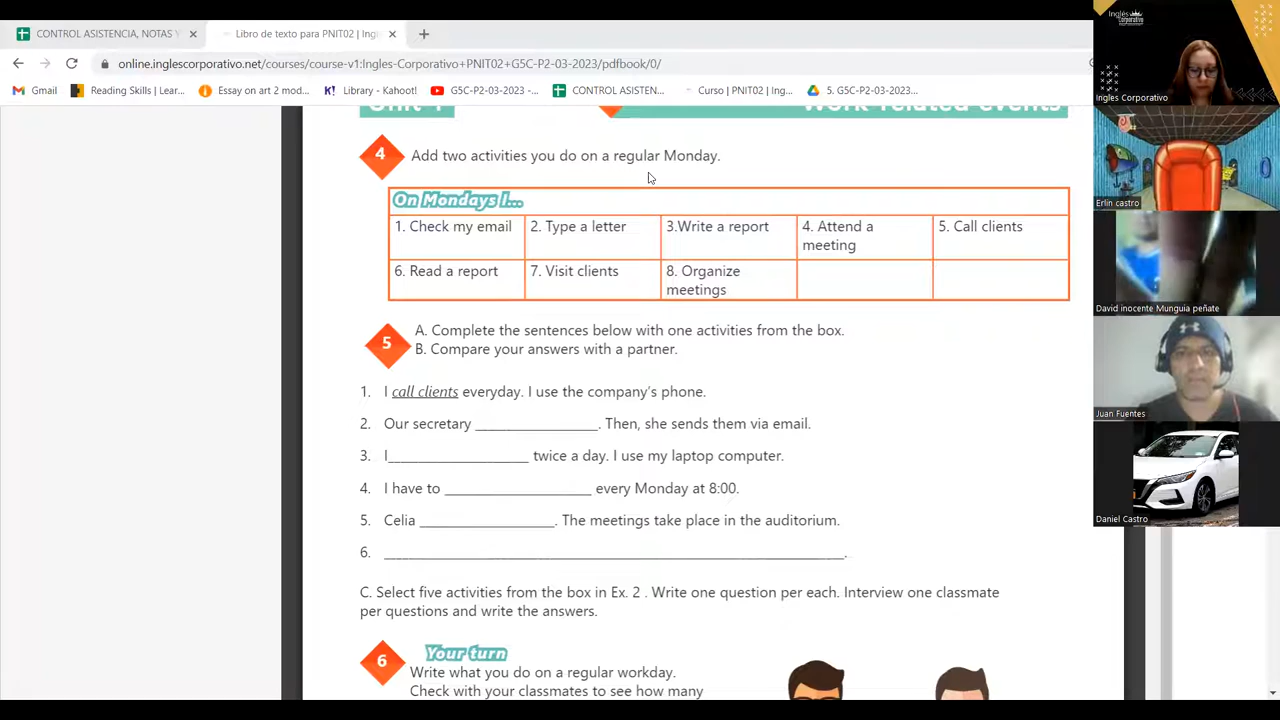 CONTROL ASISTENCIA, NOTAS
Libro de texto para PNIT02 | Ing
online.inglescorporativo.net/courses/course-v1:Ingles-Corporativo+PNIT02+G5C-P2-03-2023/pdfbook/0/
Gmail
Reading Skills | Lear...
Essay on art 2 mod...
Library - Kahoot!
G5C-P2-03-2023 -...
CONTROL ASISTEN...
Curso | PNIT02 | Ing...
5. G5C-P2-03-2023...
Unit 1
Work-related events
4
Add two activities you do on a regular Monday.
On Mondays I...
1. Check my email
2. Type a letter
3.Write a report
4. Attend a
meeting
5. Call clients
6. Read a report
7. Visit clients
8. Organize
meetings
5
A. Complete the sentences below with one activities from the box.
B. Compare your answers with a partner.
1. I call clients everyday. I use the company's phone.
2. Our secretary ________________. Then, she sends them via email.
3. I__________________ twice a day. I use my laptop computer.
4. I have to ___________________ every Monday at 8:00.
5. Celia _________________. The meetings take place in the auditorium.
6. ____________________________________________________________.
C. Select five activities from the box in Ex. 2 . Write one question per each. Interview one classmate
per questions and write the answers.
6
Your turn
Write what you do on a regular workday.
Check with your classmates to see how many
Inglés
Corporativo
Ingles Corporativo
Erlin castro
David inocente Munguia peñate
Juan Fuentes
Daniel Castro